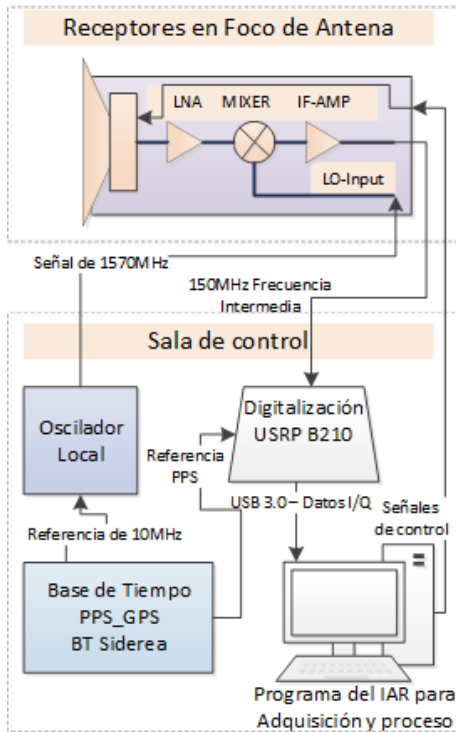 Receptores en Foco de Antena
LNA MIXER IF-AMP
LO-Input
Señal de 1570MHz
150MHz Frecuencia
Intermedia
Sala de control
Oscilador
Local
Digitalización
USRP B210
Referencia
PPS
USB 3.0 – Datos I/Q
Señales
de control
Referencia de 10MHz
Base de Tiempo
PPS_GPS
BT Siderea
Programa del IAR para
Adquisición y proceso